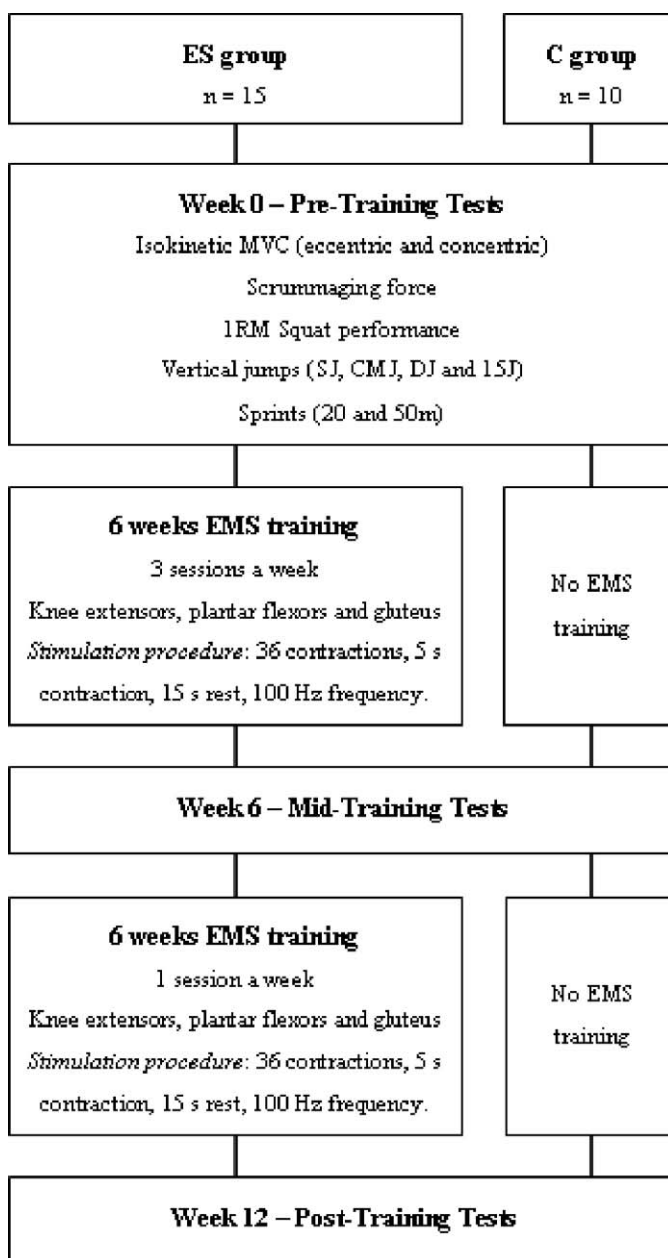 ES group
n = 15
C group
n = 10
Week 0 – Pre-Training Tests
Isokinetic MVC (eccentric and concentric)
Scrummaging force
1RM Squat performance
Vertical jumps (SJ, CMJ, DJ and 15J)
Sprints (20 and 50m)
6 weeks EMS training
3 sessions a week
Knee extensors, plantar flexors and gluteus
Stimulation procedure: 36 contractions, 5 s
contraction, 15 s rest, 100 Hz frequency.
No EMS
training
Week 6 – Mid-Training Tests
6 weeks EMS training
1 session a week
Knee extensors, plantar flexors and gluteus
Stimulation procedure: 36 contractions, 5 s
contraction, 15 s rest, 100 Hz frequency.
No EMS
training
Week 12 – Post-Training Tests